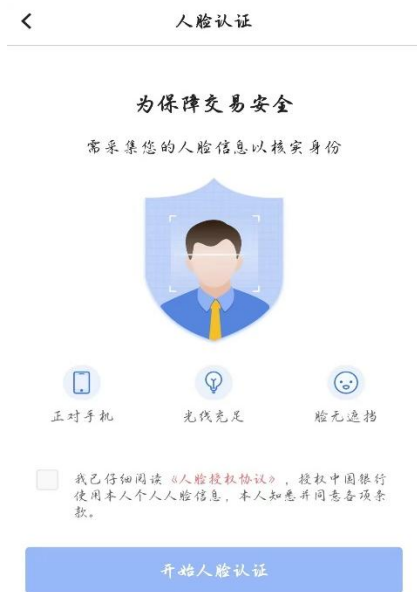 人脸认证
为保障交易安全
需采集您的人脸信息以核实身份
正对手机
光线充足
脸无遮挡
我已仔细阅读《人脸授权协议》，授权中国银行
使用本人个人人脸信息，本人知悉并同意各项条
款。
开始人脸认证